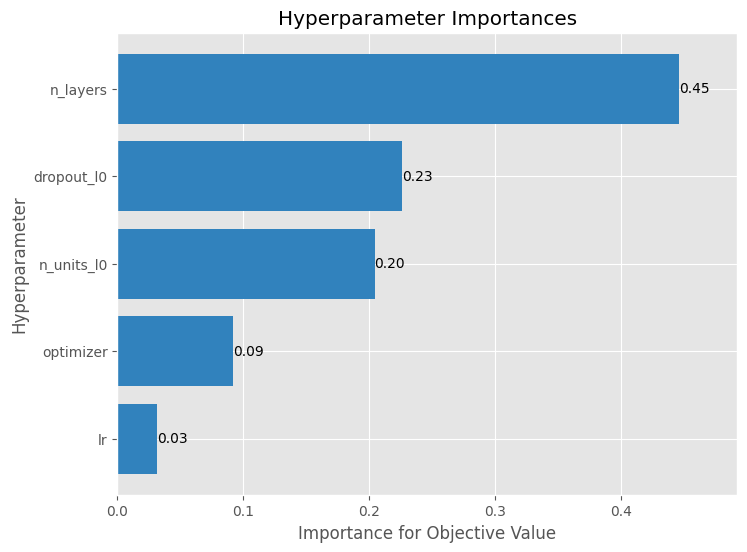 Hyperparameter Importances
Hyperparameter
n_layers
0.45
dropout_l0
0.23
n_units_l0
0.20
optimizer
0.09
lr
0.03
0.0
0.1
0.2
0.3
0.4
Importance for Objective Value